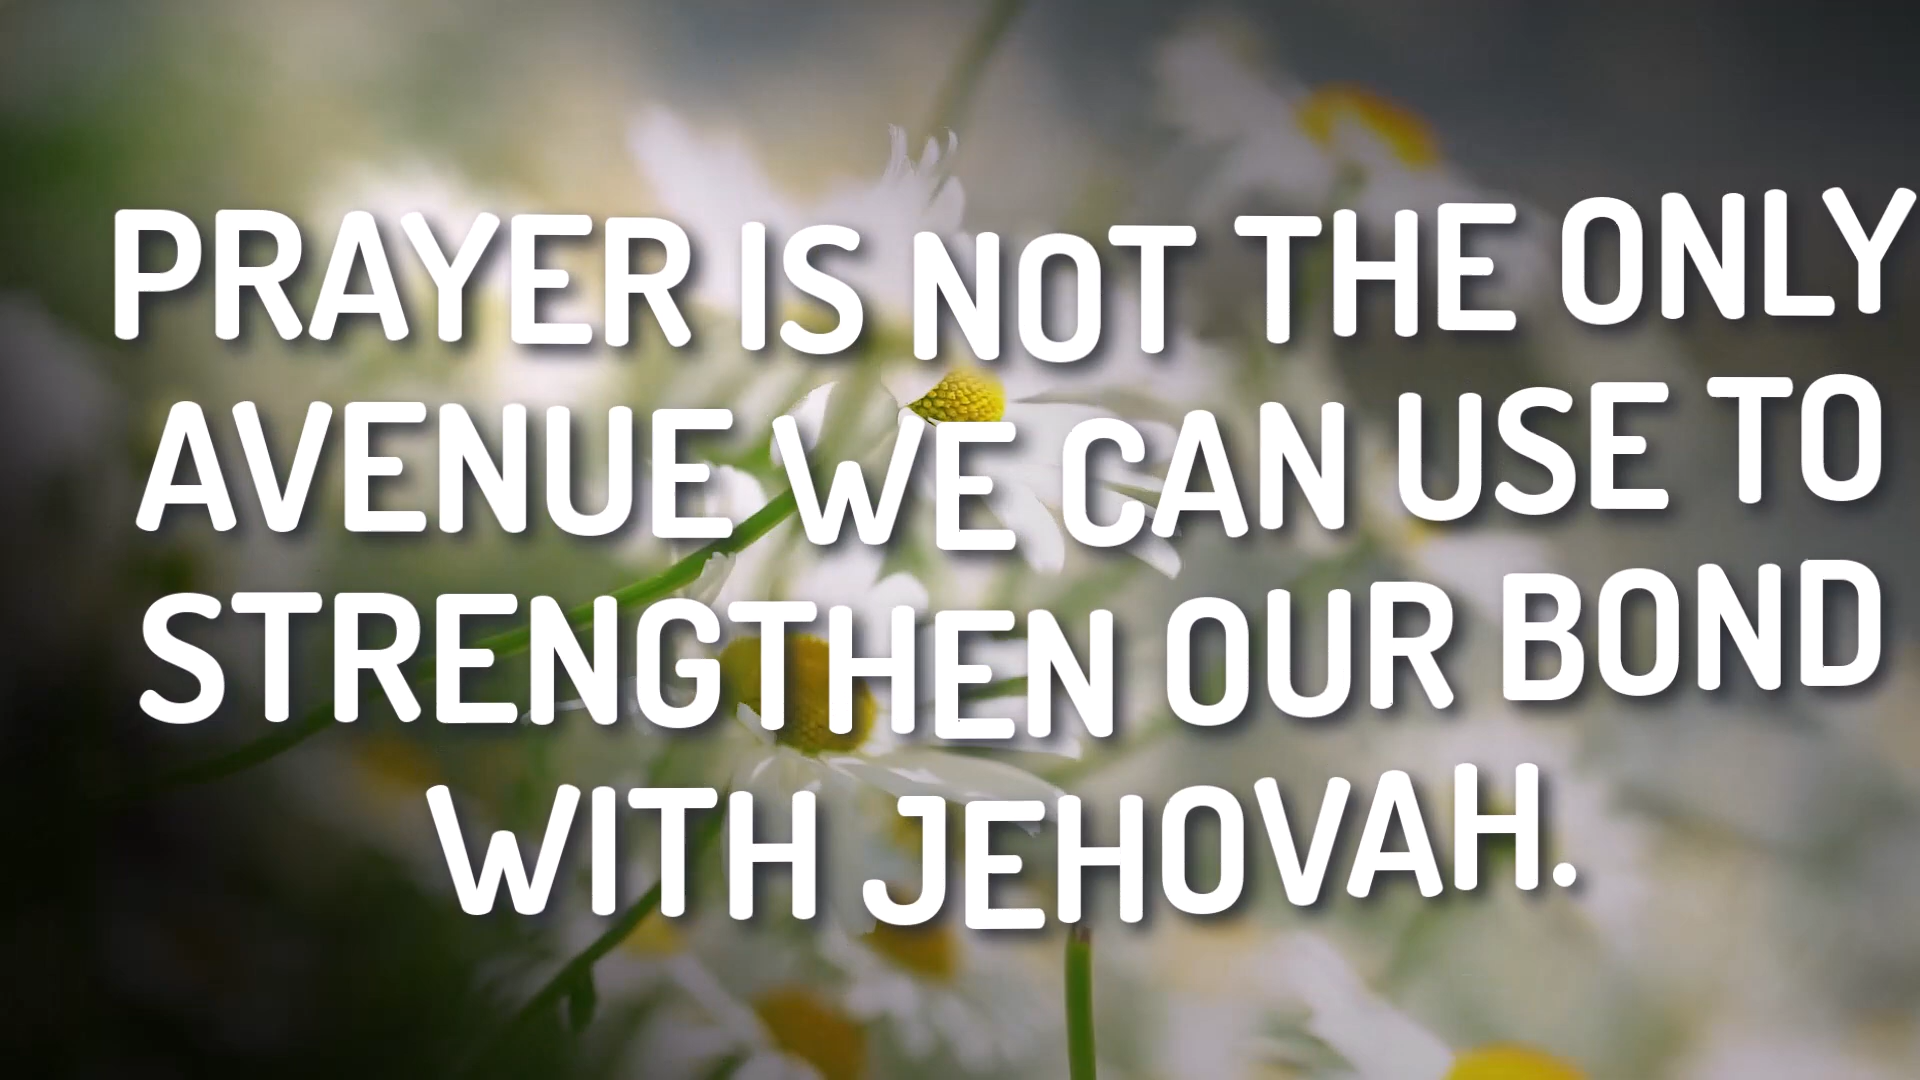 PRAYER IS NOT THE ONLY
AVENUE WE CAN USE TO
STRENGTHEN OUR BOND
WITH JEHOVAH.